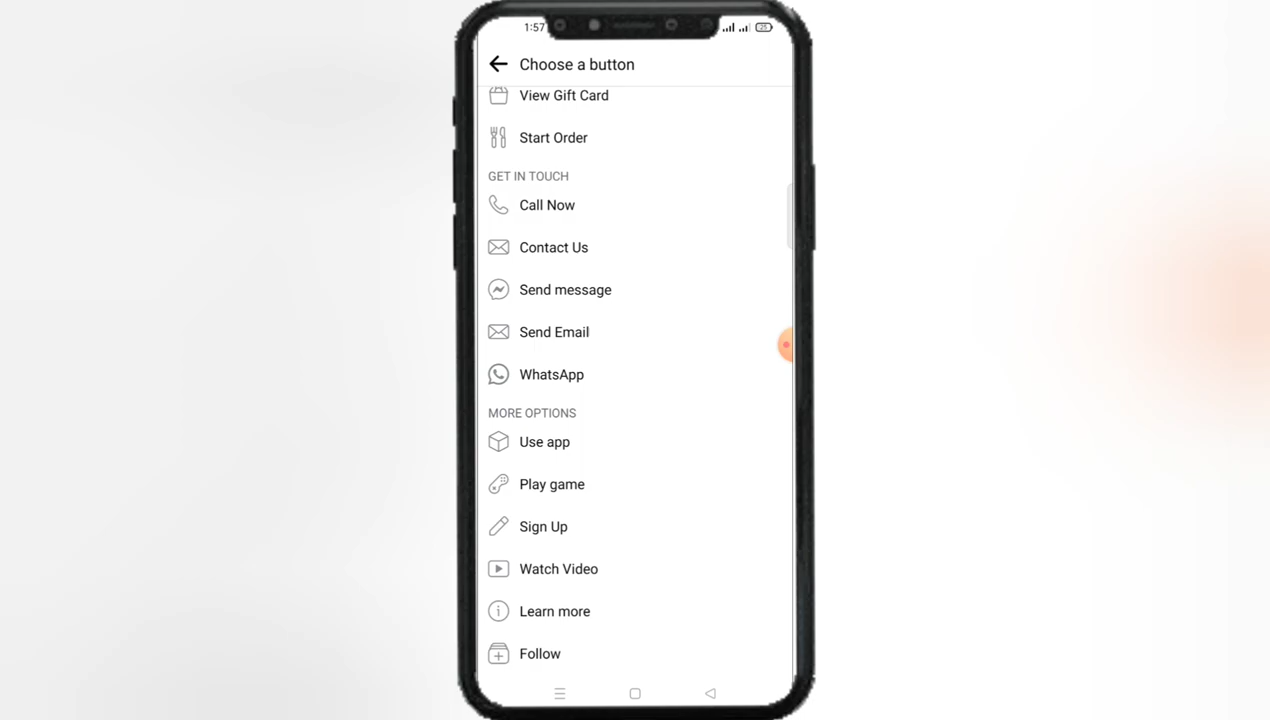 1:57
25
Choose a button
View Gift Card
Start Order
GET IN TOUCH
Call Now
Contact Us
Send message
Send Email
WhatsApp
MORE OPTIONS
Use app
Play game
Sign Up
Watch Video
Learn more
Follow